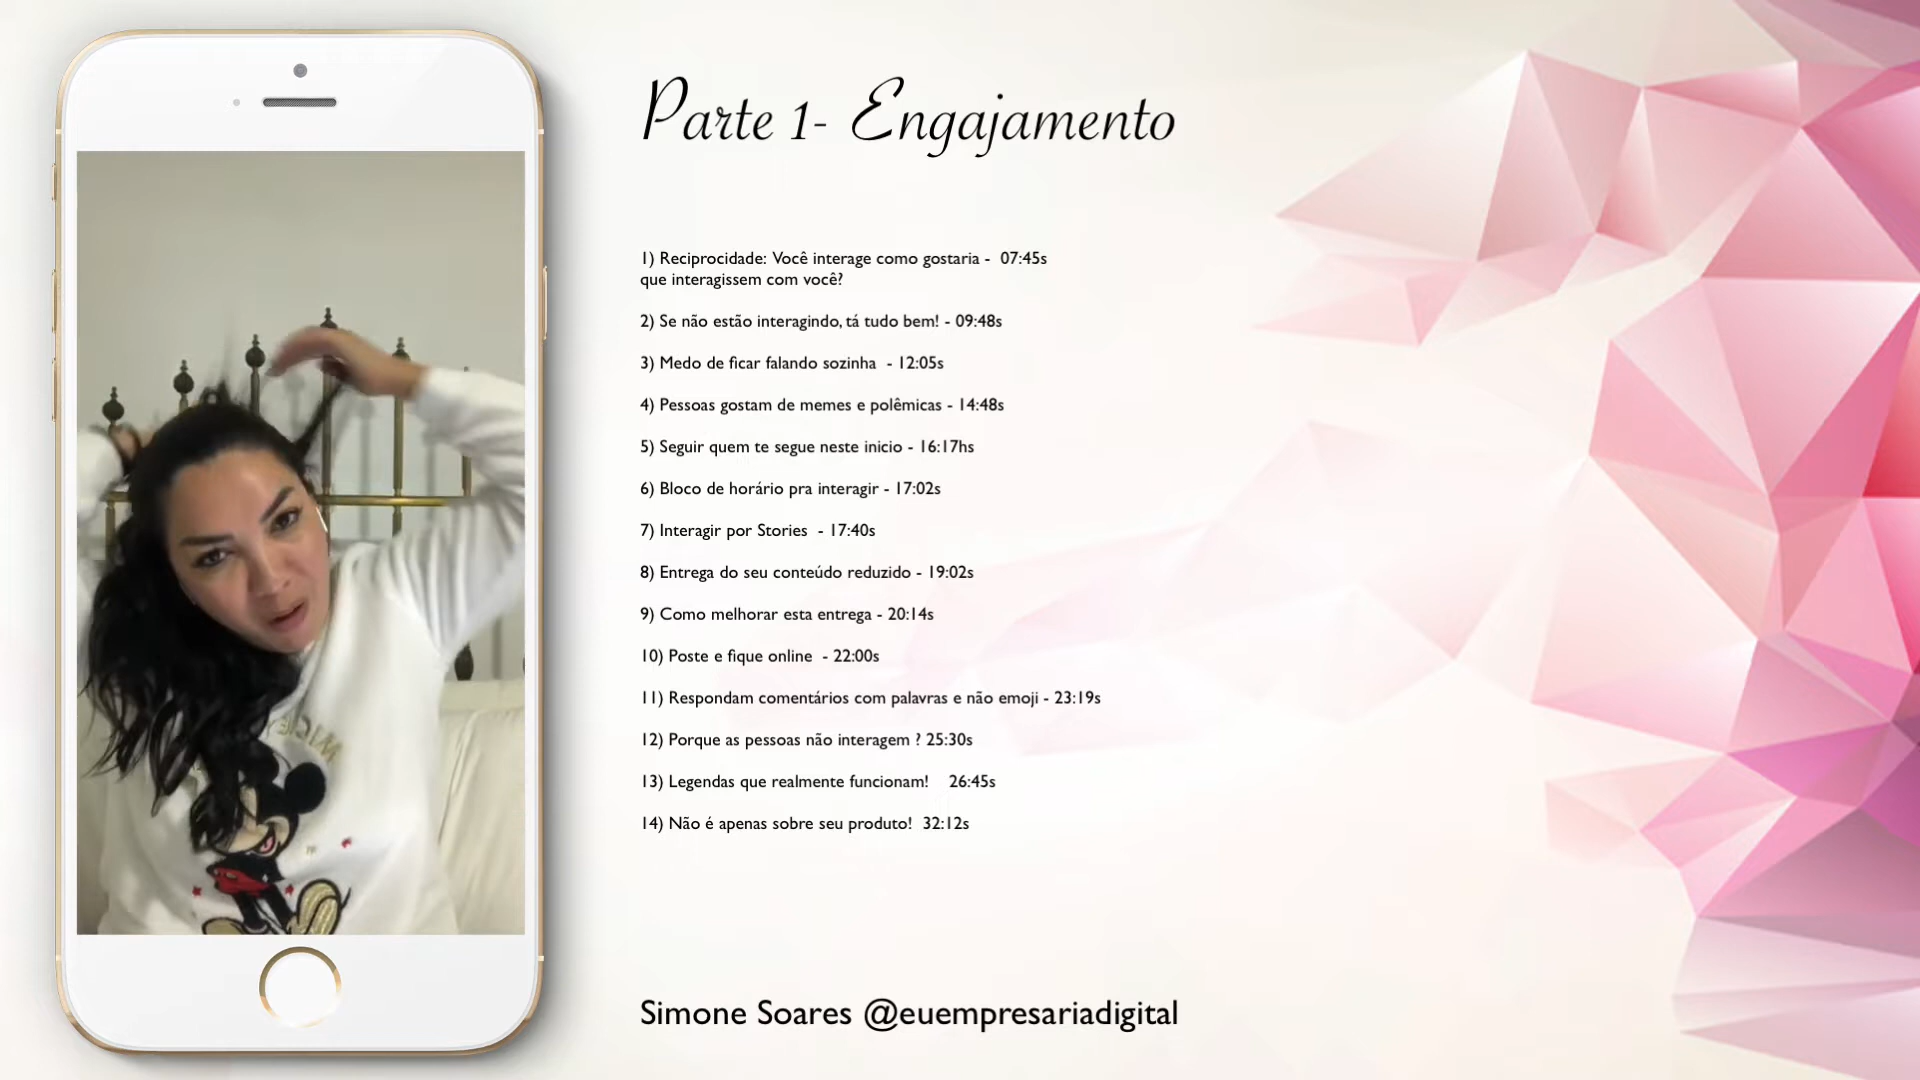 Parte 1- Engajamento
1) Reciprocidade: Você interage como gostaria - 07:45s
que interagissem com você?
2) Se não estão interagindo, tá tudo bem! - 09:48s
3) Medo de ficar falando sozinha - 12:05s
4) Pessoas gostam de memes e polêmicas - 14:48s
5) Seguir quem te segue neste inicio - 16:17hs
6) Bloco de horário pra interagir - 17:02s
7) Interagir por Stories - 17:40s
8) Entrega do seu conteúdo reduzido - 19:02s
9) Como melhorar esta entrega - 20:14s
10) Poste e fique online - 22:00s
11) Respondam comentários com palavras e não emoji - 23:19s
12) Porque as pessoas não interagem ? 25:30s
13) Legendas que realmente funcionam! 26:45s
14) Não é apenas sobre seu produto! 32:12s
Simone Soares @euempresariadigital